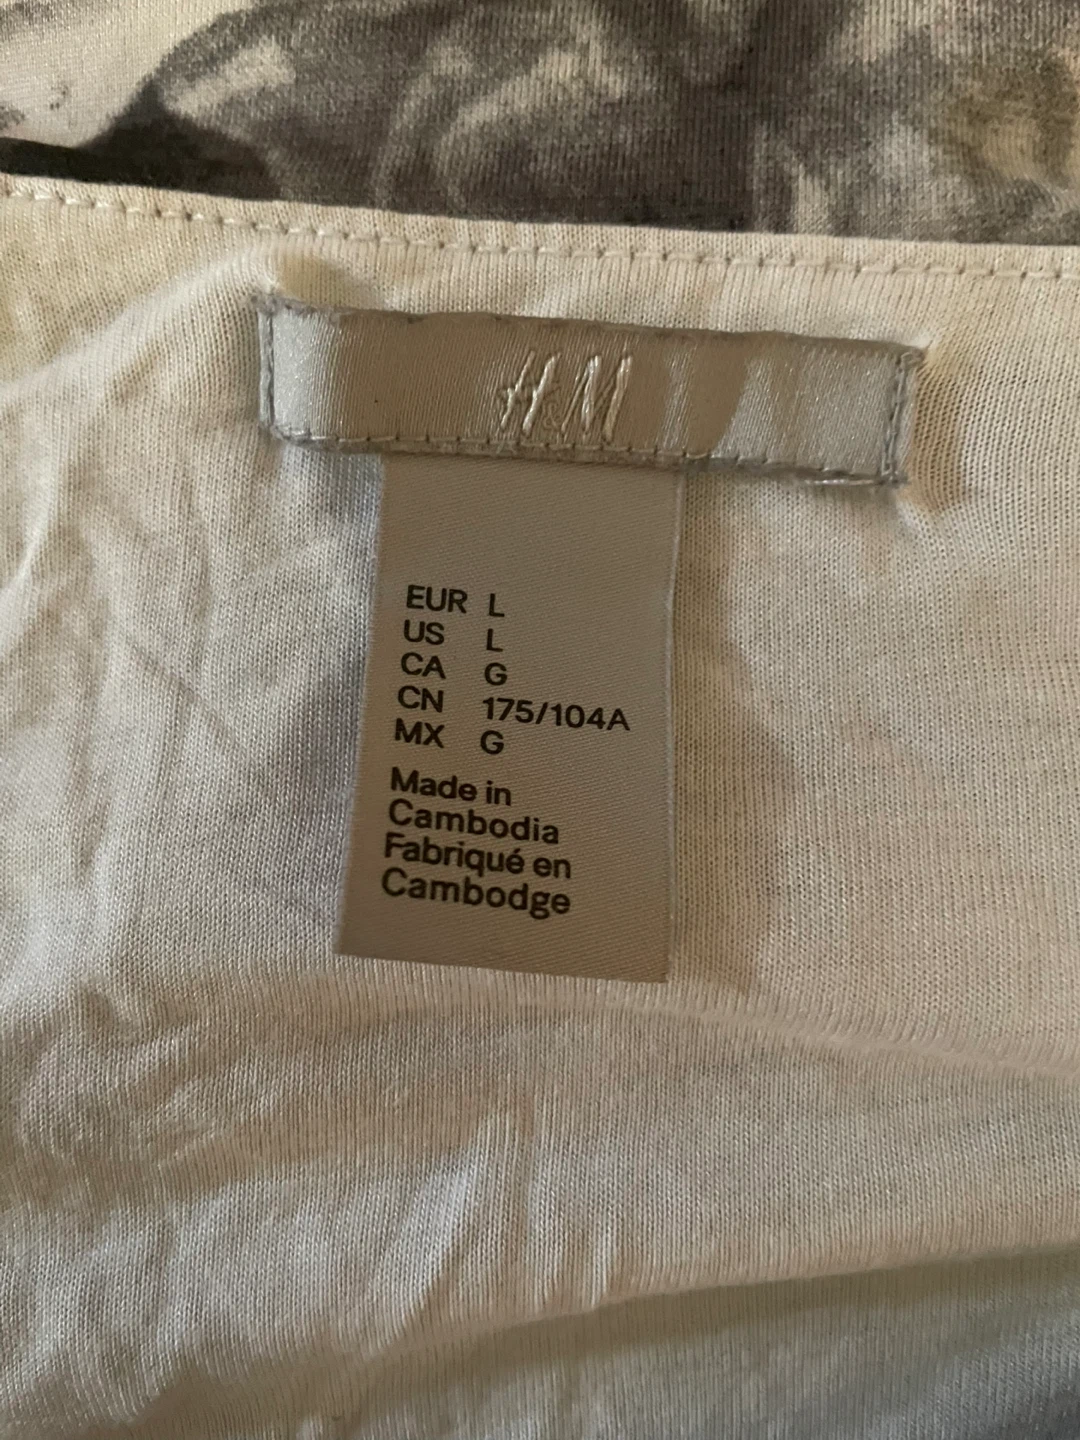 H&M
EUR L
US L
CA G
CN 175/104A
MX G
Made in
Cambodia
Fabriqué en
Cambodge